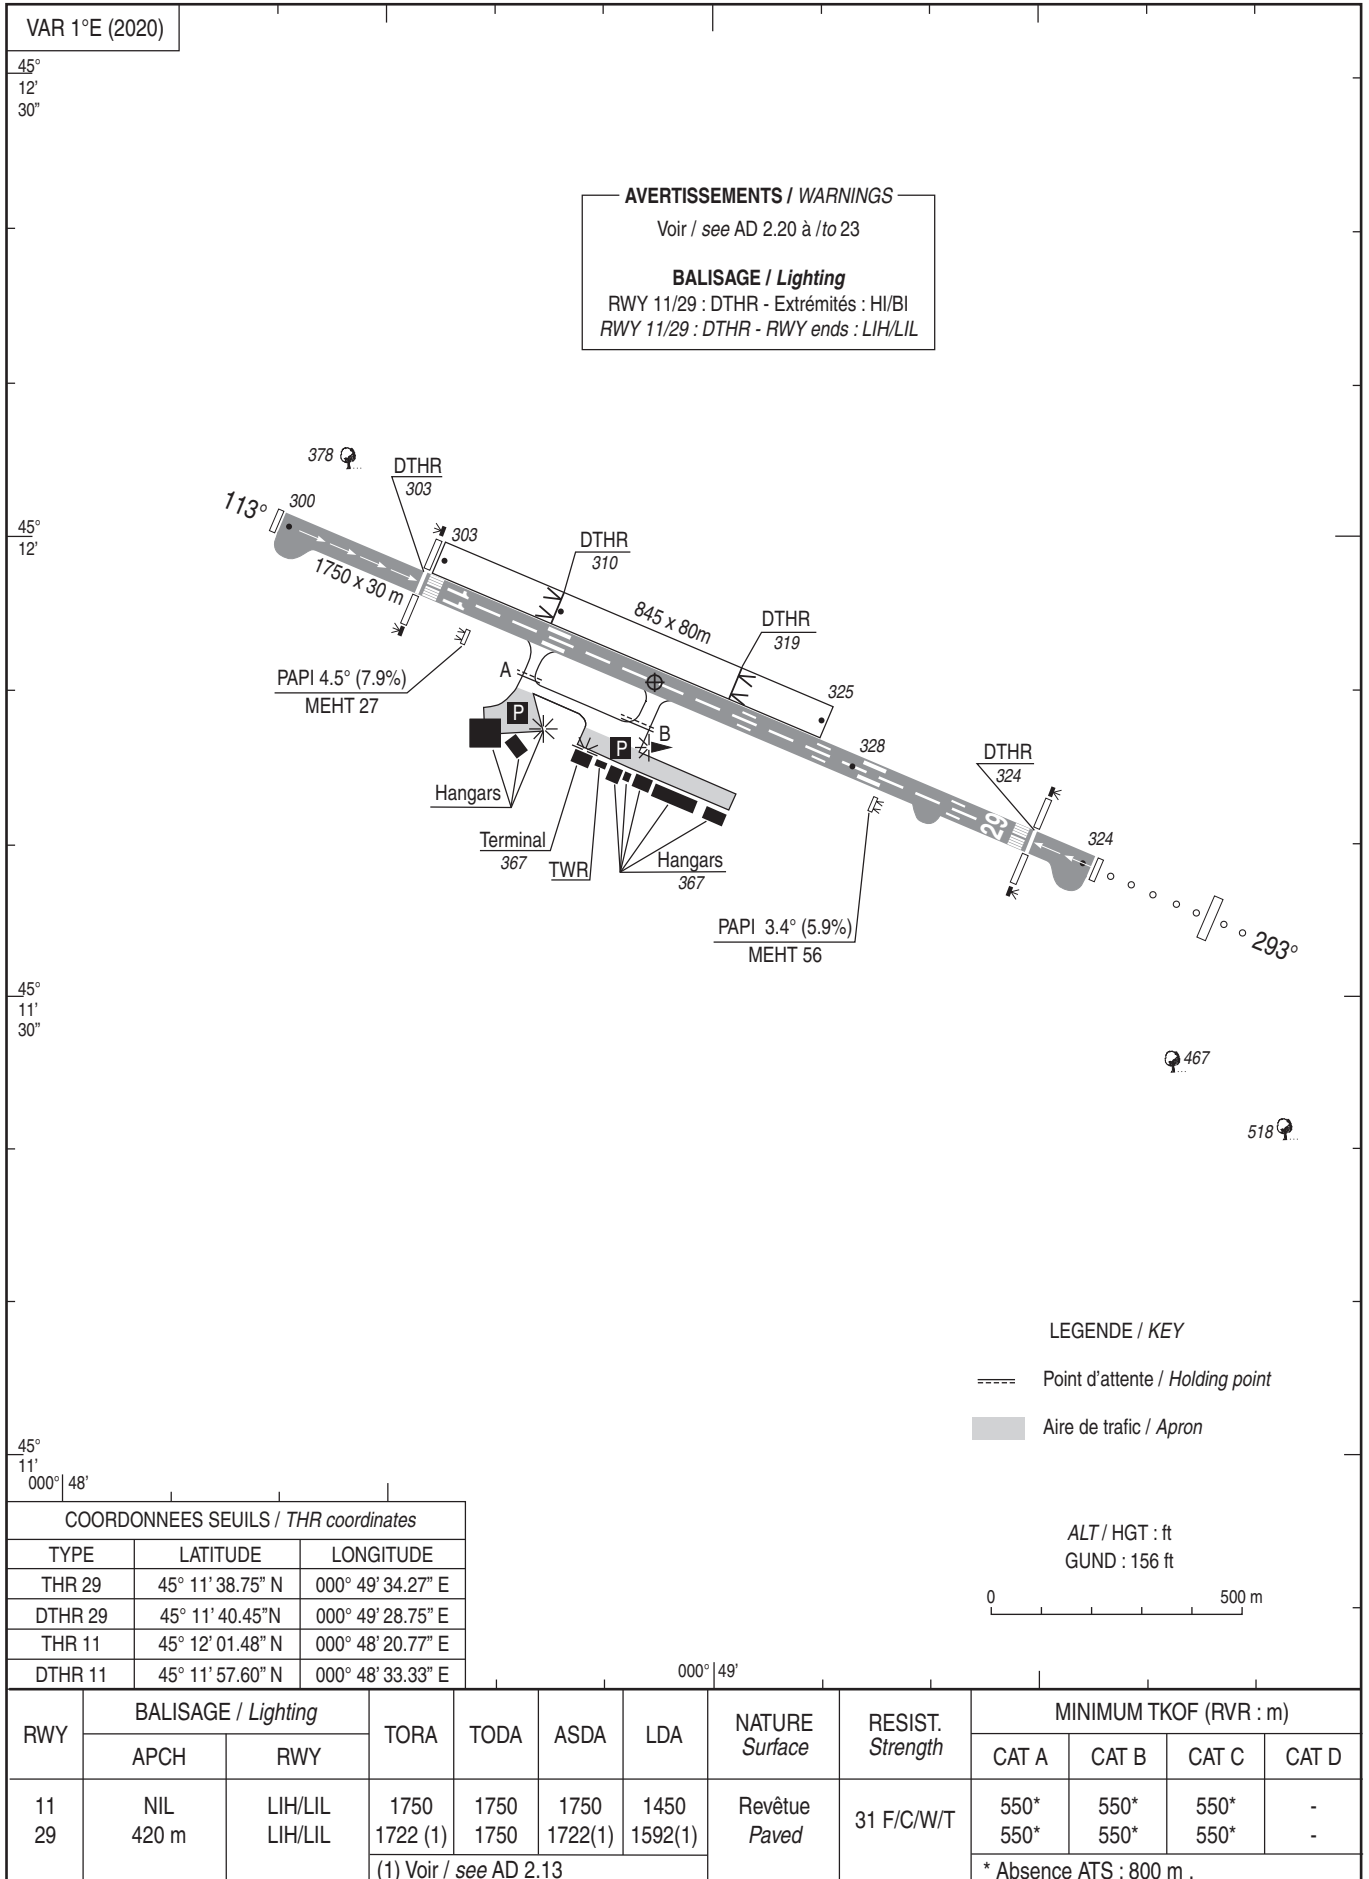 VAR 1°E (2020)
45°
12'
30"
AVERTISSEMENTS / WARNINGS
Voir / see AD 2.20 à /to 23
BALISAGE / Lighting
RWY 11/29 : DTHR - Extrémités : HI/BI
RWY 11/29 : DTHR - RWY ends : LIH/LIL
378
DTHR
303
113°
300
45°
12'
303
DTHR
310
1750 x 30 m
11
845 x 80m
DTHR
319
PAPI 4.5° (7.9%)
MEHT 27
A
P
325
B
P
328
DTHR
324
Hangars
29
324
Terminal
367
TWR
Hangars
367
PAPI 3.4° (5.9%)
MEHT 56
293°
45°
11'
30"
467
518
LEGENDE / KEY
Point d'attente / Holding point
Aire de trafic / Apron
45°
11'
000° 48'
COORDONNEES SEUILS / THR coordinates
TYPE LATITUDE LONGITUDE
THR 29 45° 11' 38.75" N 000° 49' 34.27" E
DTHR 29 45° 11' 40.45"N 000° 49' 28.75" E
THR 11 45° 12' 01.48" N 000° 48' 20.77" E
DTHR 11 45° 11' 57.60" N 000° 48' 33.33" E
ALT / HGT : ft
GUND : 156 ft
0 500 m
000° 49'
RWY BALISAGE / Lighting TORA TODA ASDA LDA NATURE RESIST. MINIMUM TKOF (RVR : m)
Surface Strength
APCH RWY CAT A CAT B CAT C CAT D
11 NIL LIH/LIL 1750 1750 1750 1450 Revêtue 31 F/C/W/T 550* 550* 550* -
29 420 m LIH/LIL 1722 (1) 1750 1722(1) 1592(1) Paved 550* 550* 550* -
(1) Voir / see AD 2.13 * Absence ATS : 800 m .